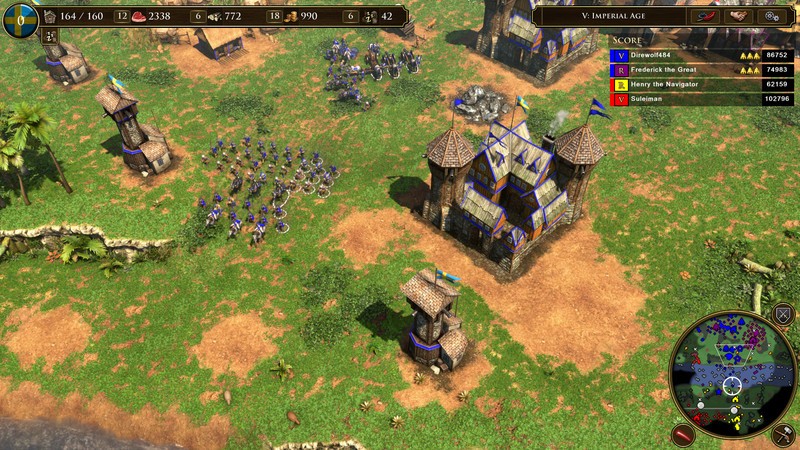 0 164 / 160 12 2338 6 772 18 990 6 42
V: Imperial Age
Score
V Direwolf484 86752
R Frederick the Great 74983
R Henry the Navigator 62159
V Suleiman 102796